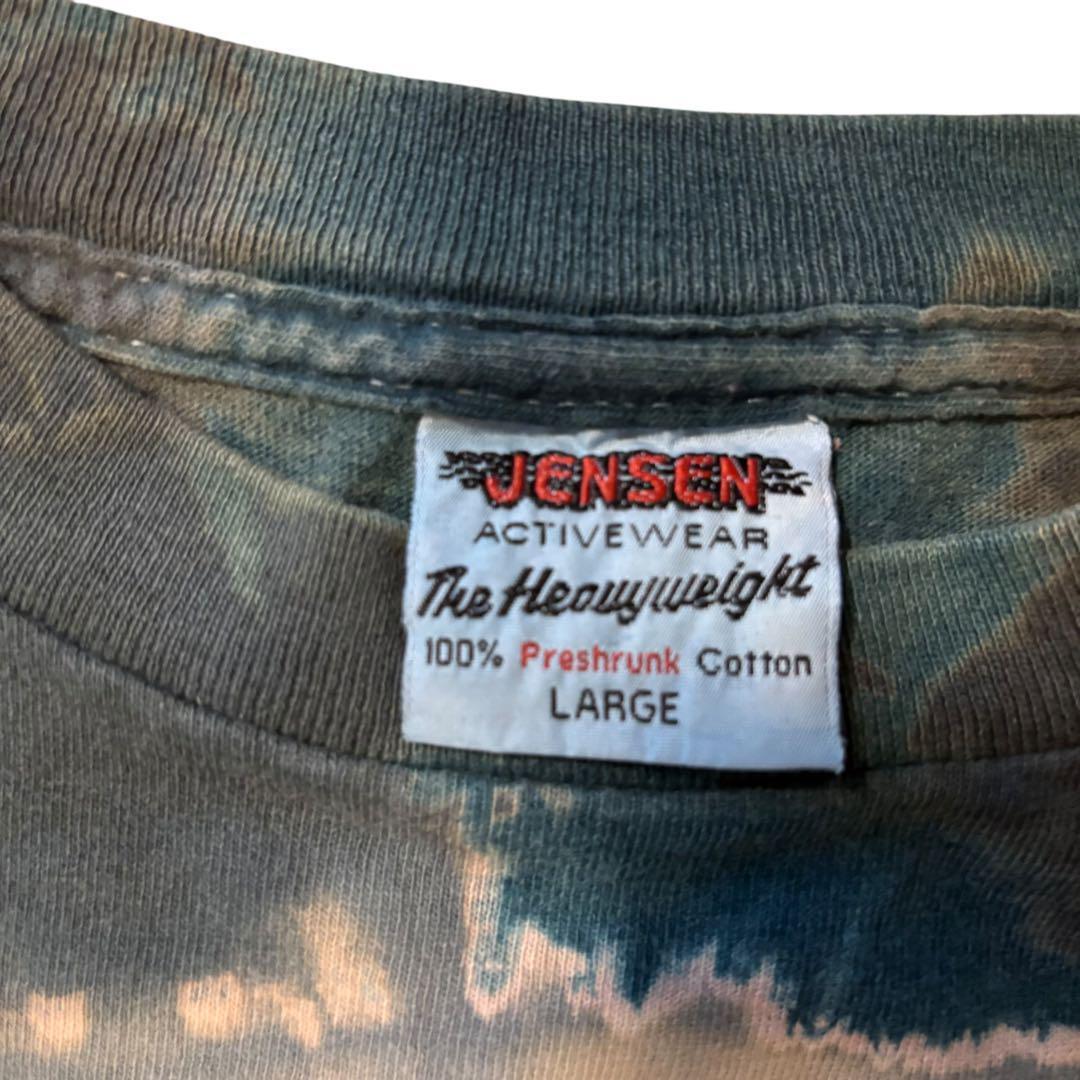 JENSEN
ACTIVEWEAR
The Heavyweight
100% Preshrunk Cotton
LARGE